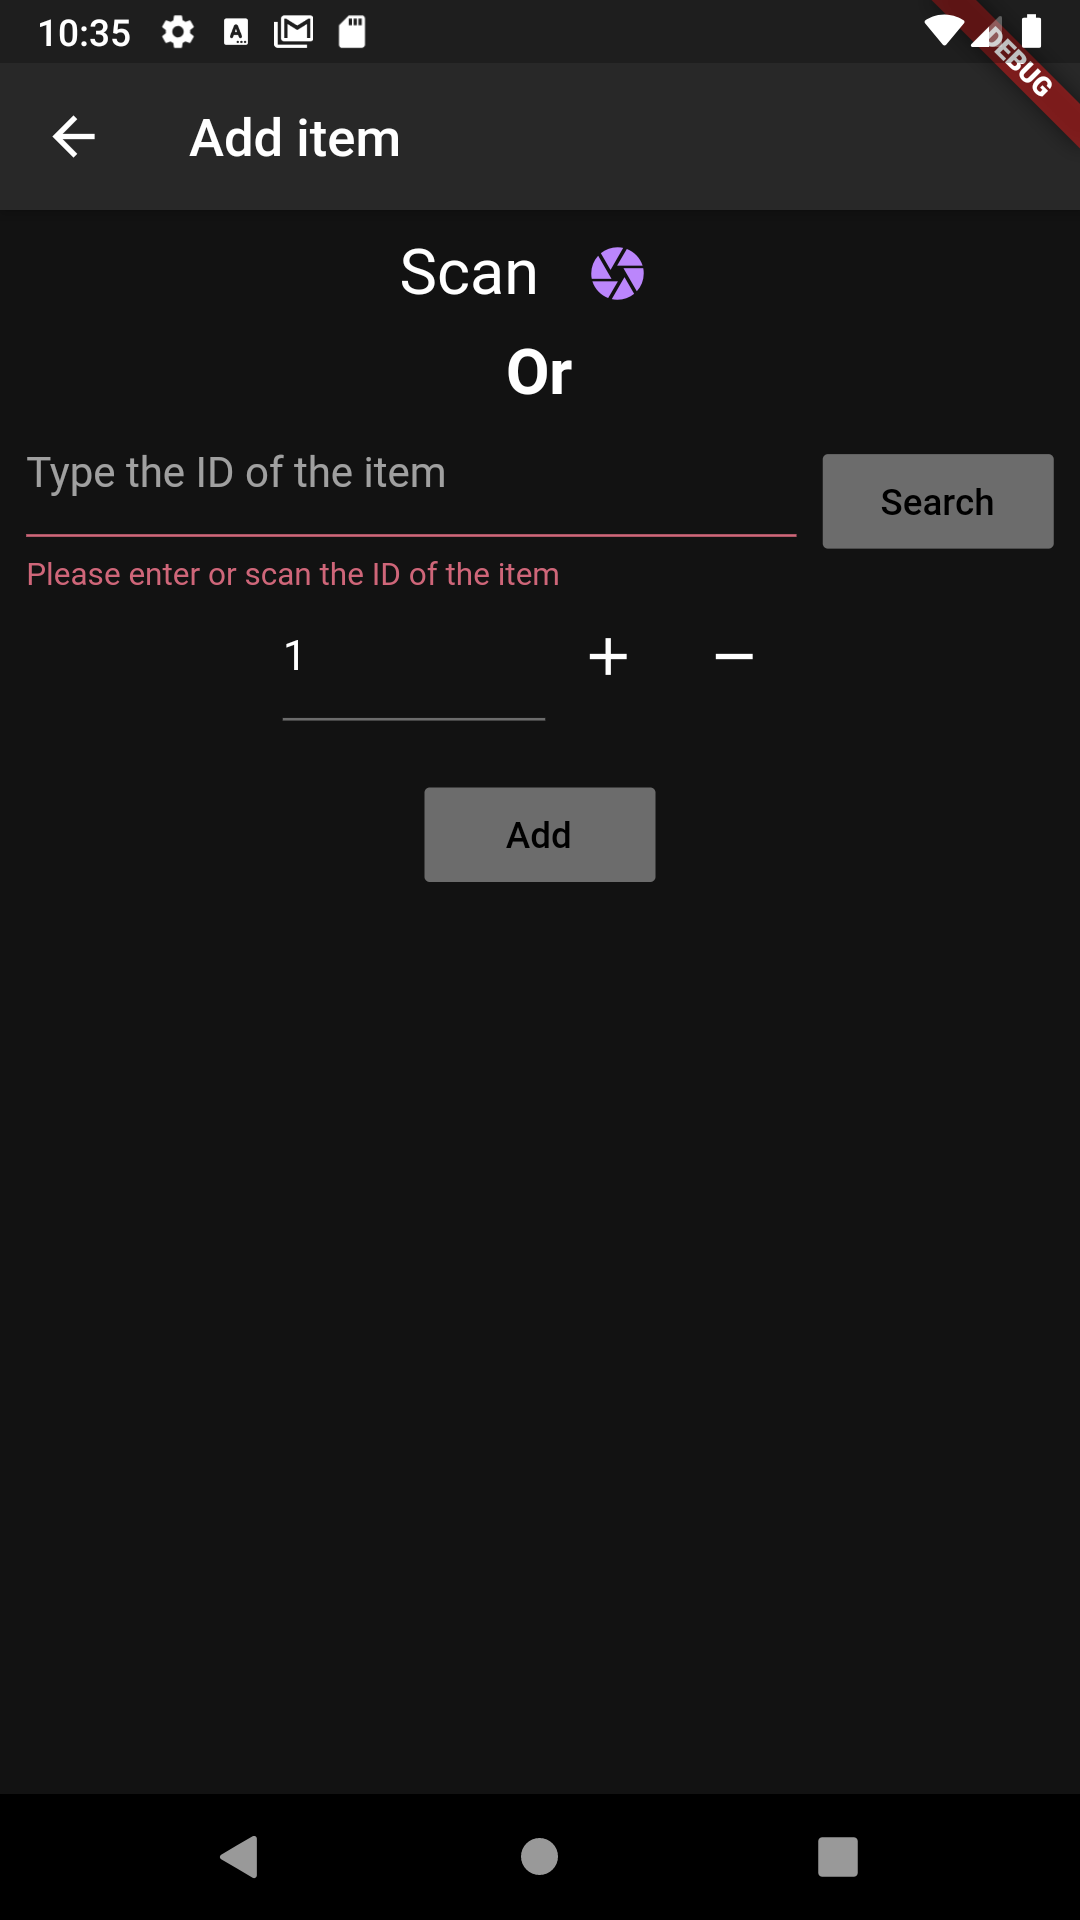 10:35
DEBUG
Add item
Scan
Or
Type the ID of the item
Search
Please enter or scan the ID of the item
1
Add